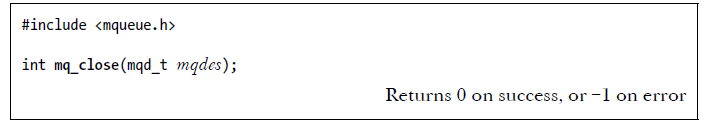 #include <mqueue.h>
int mq_close(mqd_t mqdes);
Returns 0 on success, or –1 on error